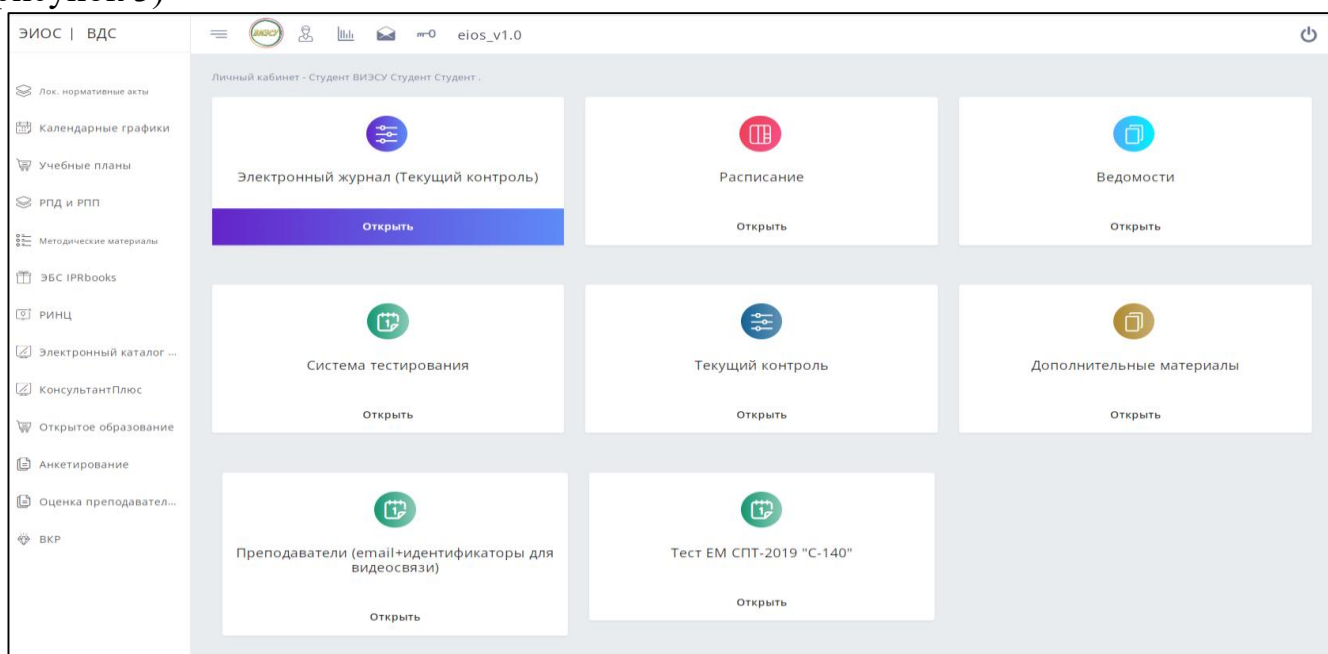 ЭИОС | ВДС
ВИЭСУ
eios_v1.0
Лок. нормативные акты
Календарные графики
Учебные планы
РПД и РПП
Методические материалы
ЭБС IPRbooks
РИНЦ
Электронный каталог ...
КонсультантПлюс
Открытое образование
Анкетирование
Оценка преподавател...
ВКР
Личный кабинет - Студент ВИЭСУ Студент Студент .
Электронный журнал (Текущий контроль)
Открыть
Расписание
Открыть
Ведомости
Открыть
Система тестирования
Открыть
Текущий контроль
Открыть
Дополнительные материалы
Открыть
Преподаватели (email+идентификаторы для
видеосвязи)
Открыть
Тест ЕМ СПТ-2019 "С-140"
Открыть